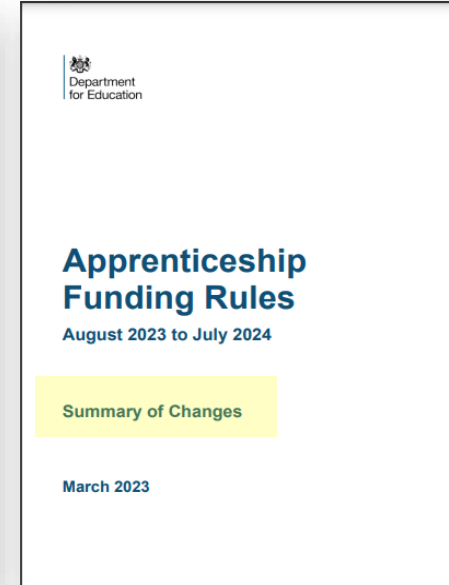 Department
for Education
Apprenticeship
Funding Rules
August 2023 to July 2024
Summary of Changes
March 2023